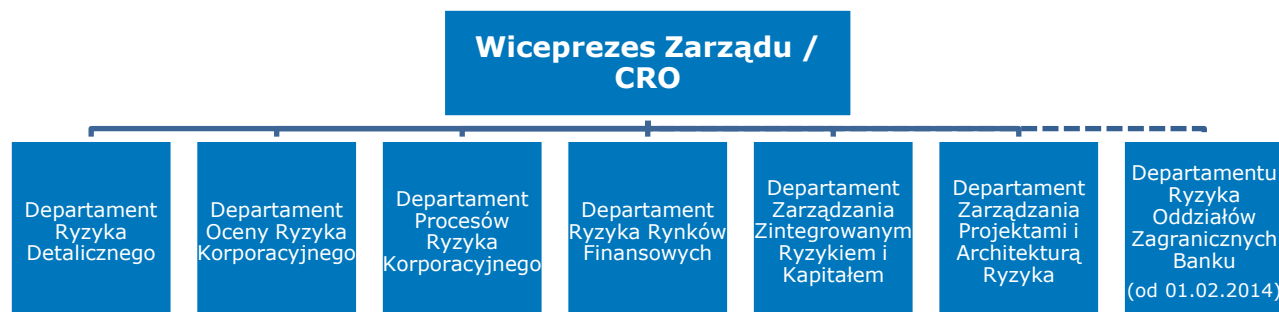 Wiceprezes Zarządu /
CRO
Departament
Ryzyka
Detalicznego
Departament
Oceny Ryzyka
Korporacyjnego
Departament
Procesów
Ryzyka
Korporacyjnego
Departament
Ryzyka Rynków
Finansowych
Departament
Zarządzania
Zintegrowanym
Ryzykiem i
Kapitałem
Departament
Zarządzania
Projektami i
Architekturą
Ryzyka
Departamentu
Ryzyka
Oddziałów
Zagranicznych
Banku
(od 01.02.2014)